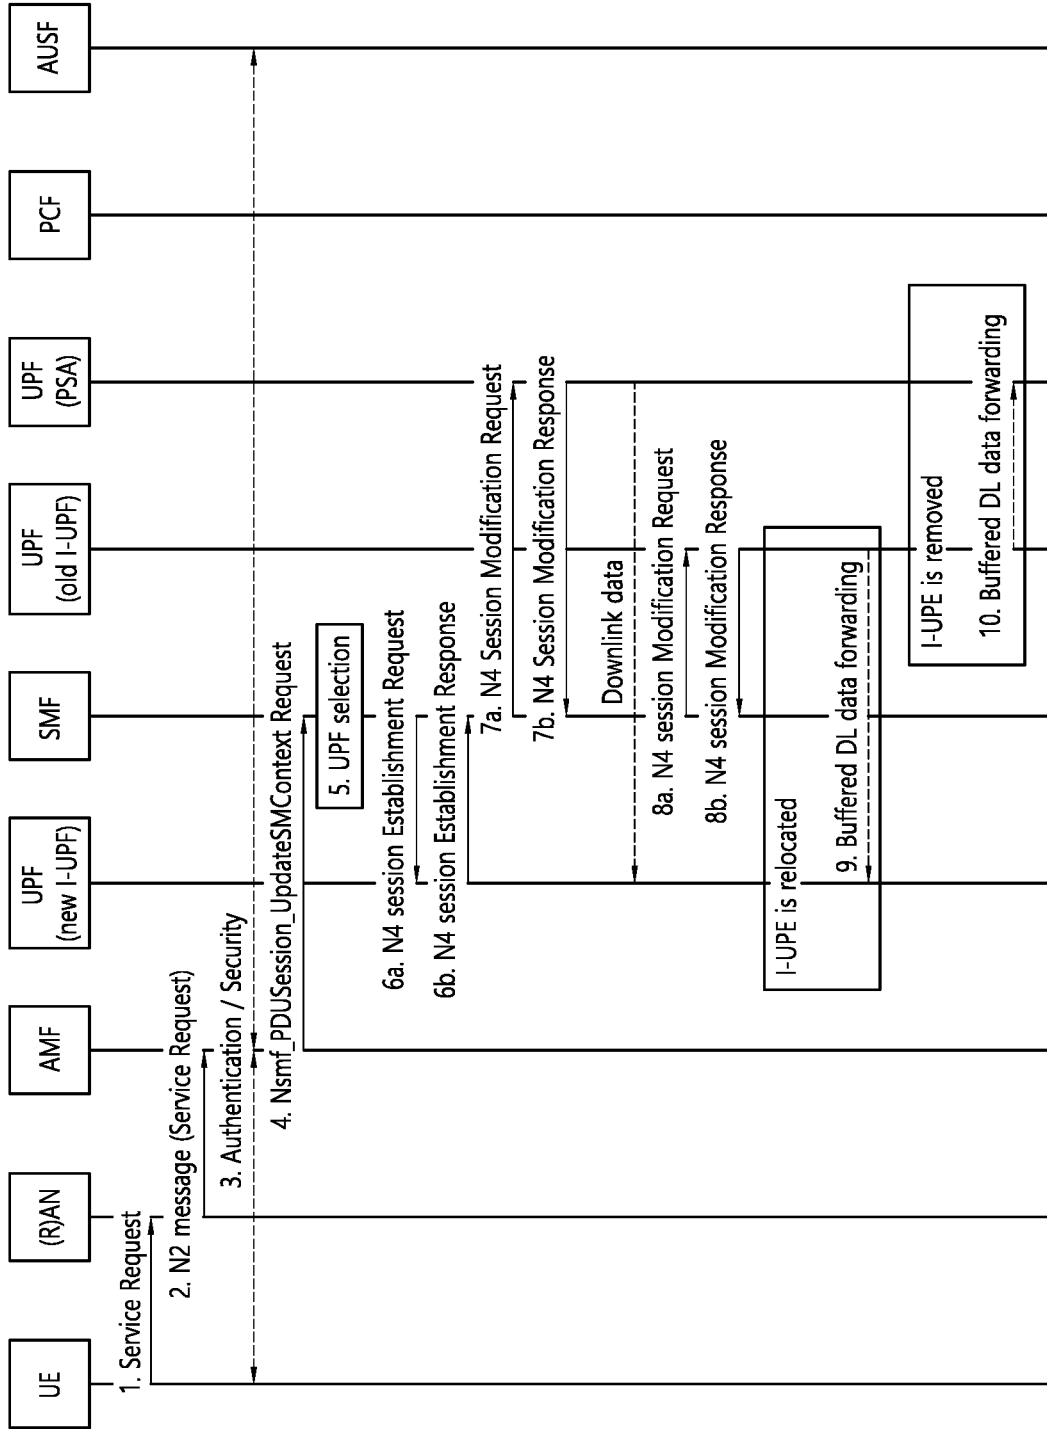 UE
(R)AN
AMF
UPF
(new I-UPF)
SMF
UPF
(old I-UPF)
UPF
(PSA)
PCF
AUSF
1. Service Request
2. N2 message (Service Request)
3. Authentication / Security
4. Nsmf_PDUSession_UpdateSMContext Request
5. UPF selection
6a. N4 session Establishment Request
6b. N4 session Establishment Response
7a. N4 Session Modification Request
7b. N4 Session Modification Response
Downlink data
8a. N4 session Modification Request
8b. N4 session Modification Response
I-UPE is relocated
9. Buffered DL data forwarding
I-UPE is removed
10. Buffered DL data forwarding